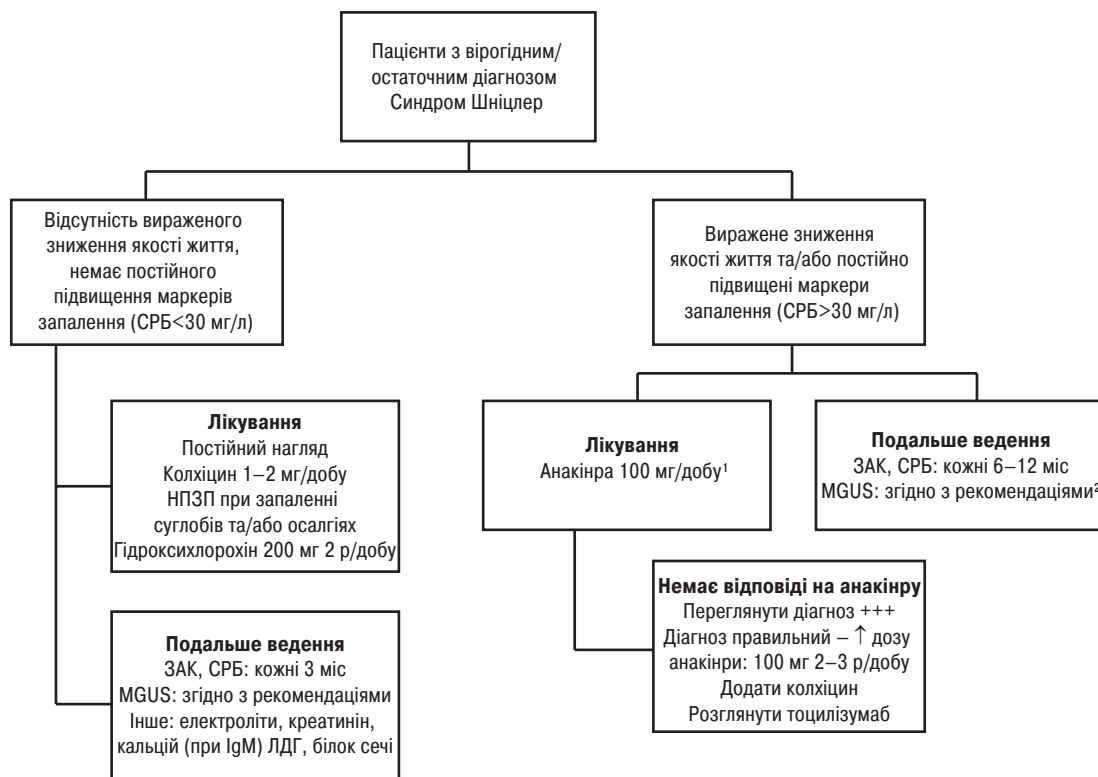 Пацієнти з вірогідним/
остаточним діагнозом
Синдром Шніцлер
Відсутність вираженого
зниження якості життя,
немає постійного
підвищення маркерів
запалення (СРБ<30 мг/л)
Лікування
Постійний нагляд
Колхіцин 1–2 мг/добу
НПЗП при запаленні
суглобів та/або осалгіях
Гідроксихлорохін 200 мг 2 р/добу
Подальше ведення
ЗАК, СРБ: кожні 3 міс
MGUS: згідно з рекомендаціями
Інше: електроліти, креатинін,
кальцій (при IgM) ЛДГ, білок сечі
Виражене зниження
якості життя та/або постійно
підвищені маркери
запалення (СРБ>30 мг/л)
Лікування
Анакінра 100 мг/добу¹
Немає відповіді на анакінру
Переглянути діагноз +++
Діагноз правильний – ↑ дозу
анакінри: 100 мг 2–3 р/добу
Додати колхіцин
Розглянути тоцилізумаб
Подальше ведення
ЗАК, СРБ: кожні 6–12 міс
MGUS: згідно з рекомендаціями²